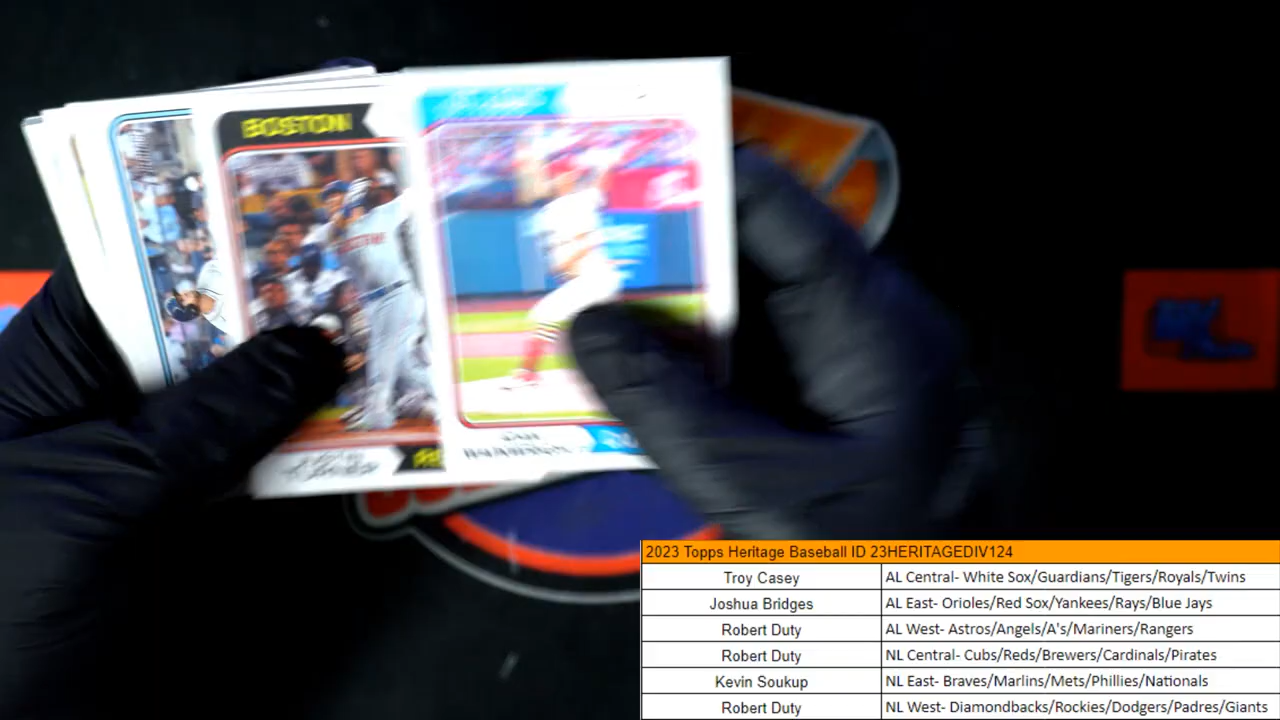 BOSTON
2023 Topps Heritage Baseball ID 23HERITAGEDIV124
Troy Casey AL Central- White Sox/Guardians/Tigers/Royals/Twins
Joshua Bridges AL East- Orioles/Red Sox/Yankees/Rays/Blue Jays
Robert Duty AL West- Astros/Angels/A's/Mariners/Rangers
Robert Duty NL Central- Cubs/Reds/Brewers/Cardinals/Pirates
Kevin Soukup NL East- Braves/Marlins/Mets/Phillies/Nationals
Robert Duty NL West- Diamondbacks/Rockies/Dodgers/Padres/Giants